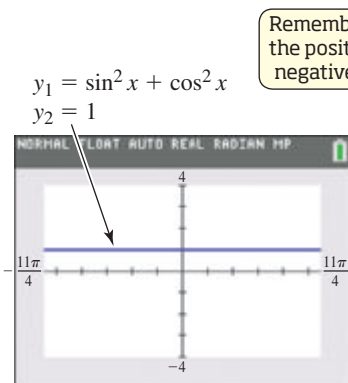 Rememb
the posit
negative
y₁ = sin² x + cos² x
y₂ = 1
NORMAL FLOAT AUTO REAL RADIAN MP
4
−11π/4 11π/4
−4